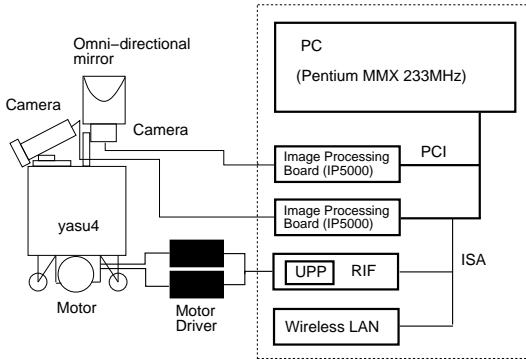 Omni-directional
mirror
Camera
Camera
yasu4
Motor
Motor
Driver
PC
(Pentium MMX 233MHz)
Image Processing
Board (IP5000)
PCI
Image Processing
Board (IP5000)
ISA
UPP
RIF
Wireless LAN